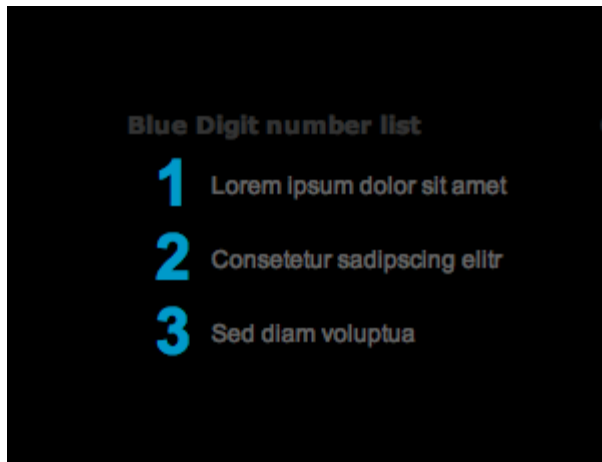 Blue Digit number list
1 Lorem ipsum dolor sit amet
2 Consetetur sadipscing elitr
3 Sed diam voluptua